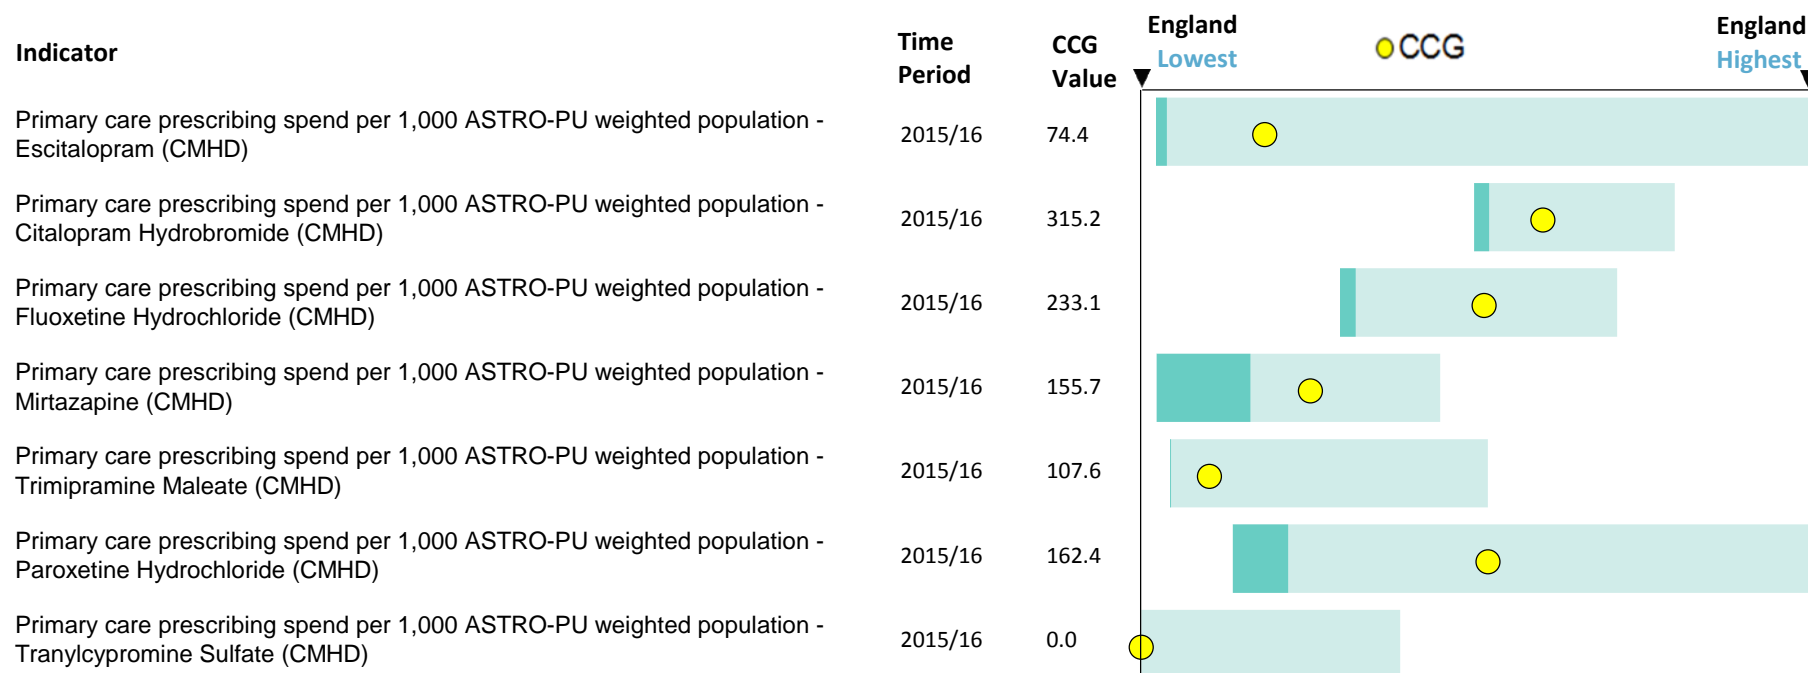 Indicator
Time Period
CCG Value
England Lowest
CCG
England Highest
Primary care prescribing spend per 1,000 ASTRO-PU weighted population -
Escitalopram (CMHD)
2015/16
74.4
Primary care prescribing spend per 1,000 ASTRO-PU weighted population -
Citalopram Hydrobromide (CMHD)
2015/16
315.2
Primary care prescribing spend per 1,000 ASTRO-PU weighted population -
Fluoxetine Hydrochloride (CMHD)
2015/16
233.1
Primary care prescribing spend per 1,000 ASTRO-PU weighted population -
Mirtazapine (CMHD)
2015/16
155.7
Primary care prescribing spend per 1,000 ASTRO-PU weighted population -
Trimipramine Maleate (CMHD)
2015/16
107.6
Primary care prescribing spend per 1,000 ASTRO-PU weighted population -
Paroxetine Hydrochloride (CMHD)
2015/16
162.4
Primary care prescribing spend per 1,000 ASTRO-PU weighted population -
Tranylcypromine Sulfate (CMHD)
2015/16
0.0